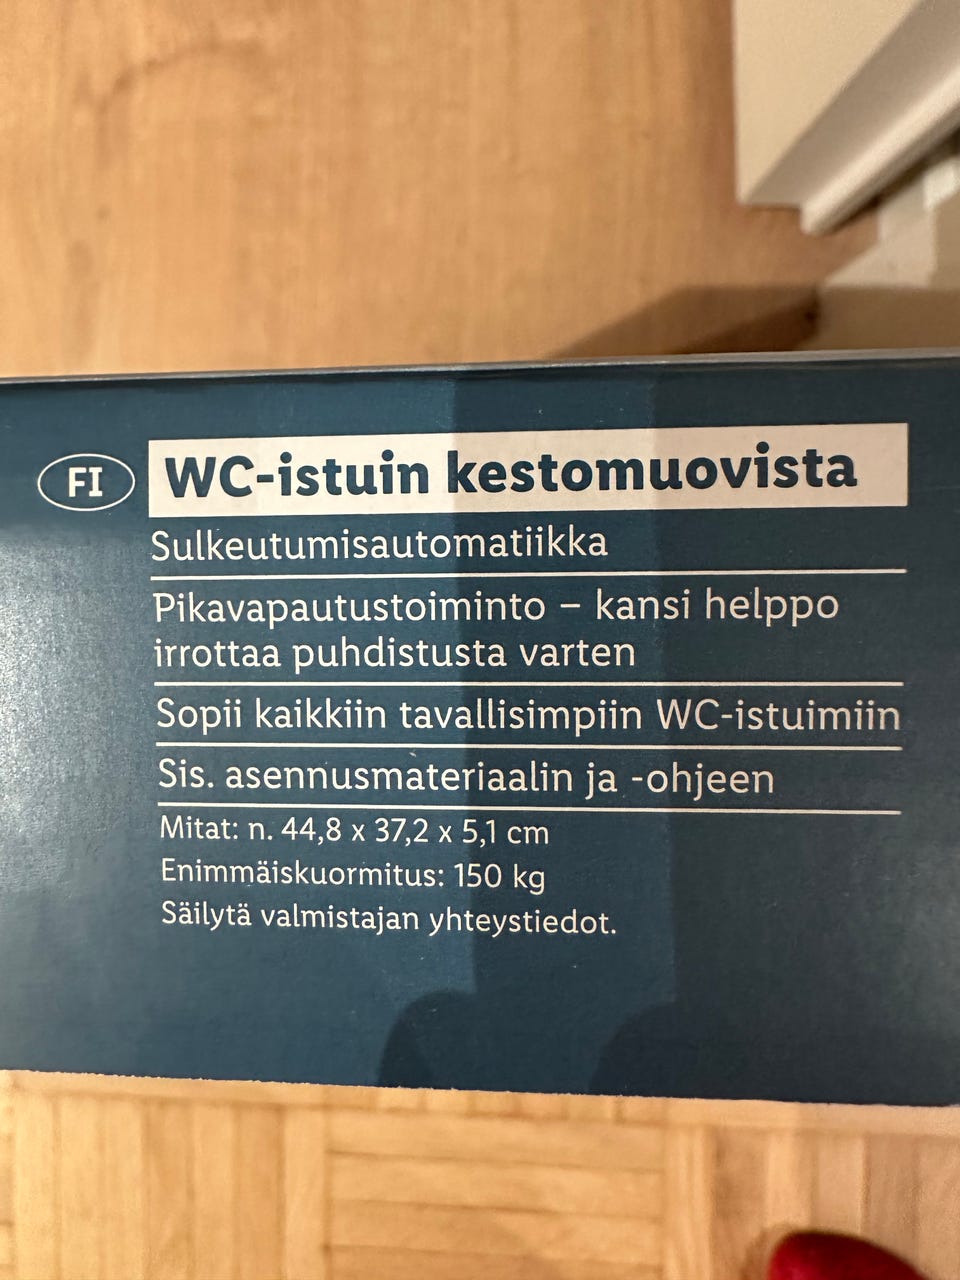 FI WC-istuin kestomuovista
Sulkeutumisautomatiikka
Pikavapautustoiminto – kansi helppo
irrottaa puhdistusta varten
Sopii kaikkiin tavallisimpiin WC-istuimiin
Sis. asennusmateriaalin ja -ohjeen
Mitat: n. 44,8 x 37,2 x 5,1 cm
Enimmäiskuormitus: 150 kg
Säilytä valmistajan yhteystiedot.